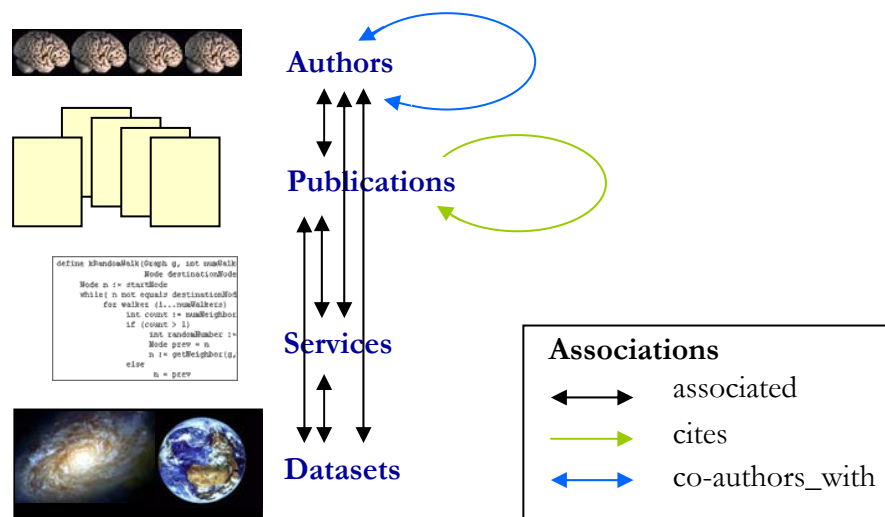 Authors
Publications
define kRandomWalk(Graph g, int numWalk
Node destinationNode
Node n := startNode
while( n not equals destinationNod
for walker (1...numWalkers)
int count := numNeighbor
if (count > 1)
int randomNumber :=
Node prev = n
n := getNeighbor(g,
else
n = prev
Services
Datasets
Associations
associated
cites
co-authors_with